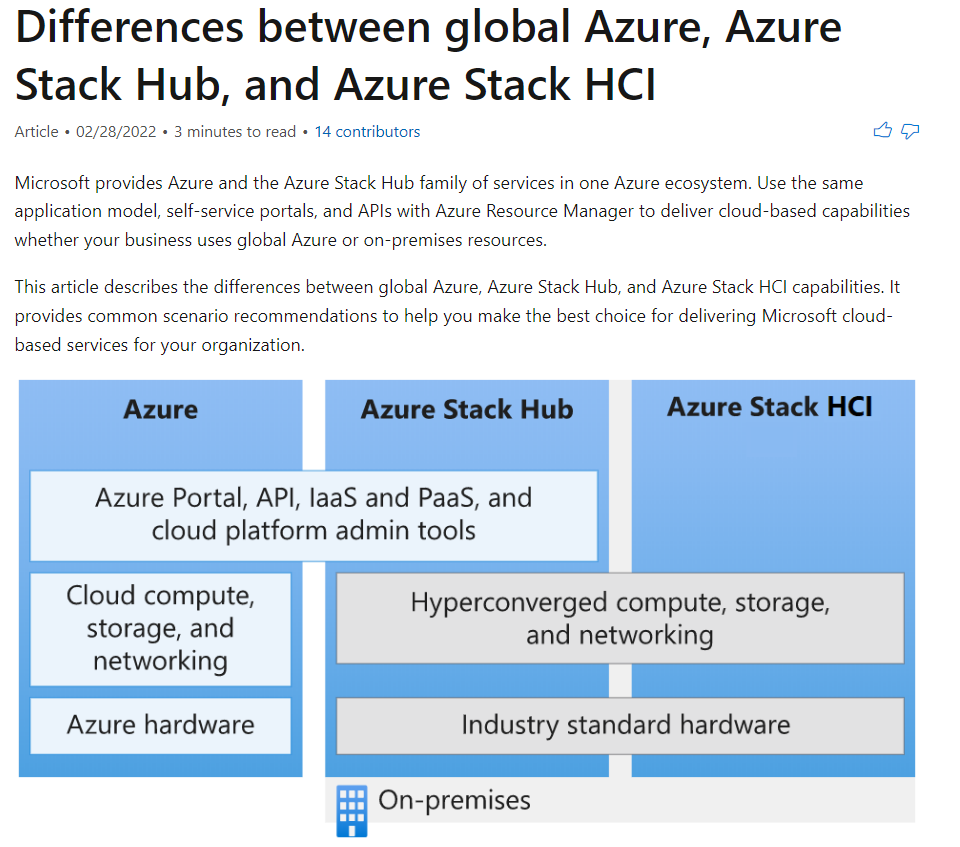 Differences between global Azure, Azure
Stack Hub, and Azure Stack HCI
Article • 02/28/2022 • 3 minutes to read • 14 contributors
Microsoft provides Azure and the Azure Stack Hub family of services in one Azure ecosystem. Use the same
application model, self-service portals, and APIs with Azure Resource Manager to deliver cloud-based capabilities
whether your business uses global Azure or on-premises resources.
This article describes the differences between global Azure, Azure Stack Hub, and Azure Stack HCI capabilities. It
provides common scenario recommendations to help you make the best choice for delivering Microsoft cloud-
based services for your organization.
Azure
Azure Stack Hub
Azure Stack HCI
Azure Portal, API, IaaS and PaaS, and
cloud platform admin tools
Cloud compute,
storage, and
networking
Hyperconverged compute, storage,
and networking
Azure hardware
Industry standard hardware
On-premises